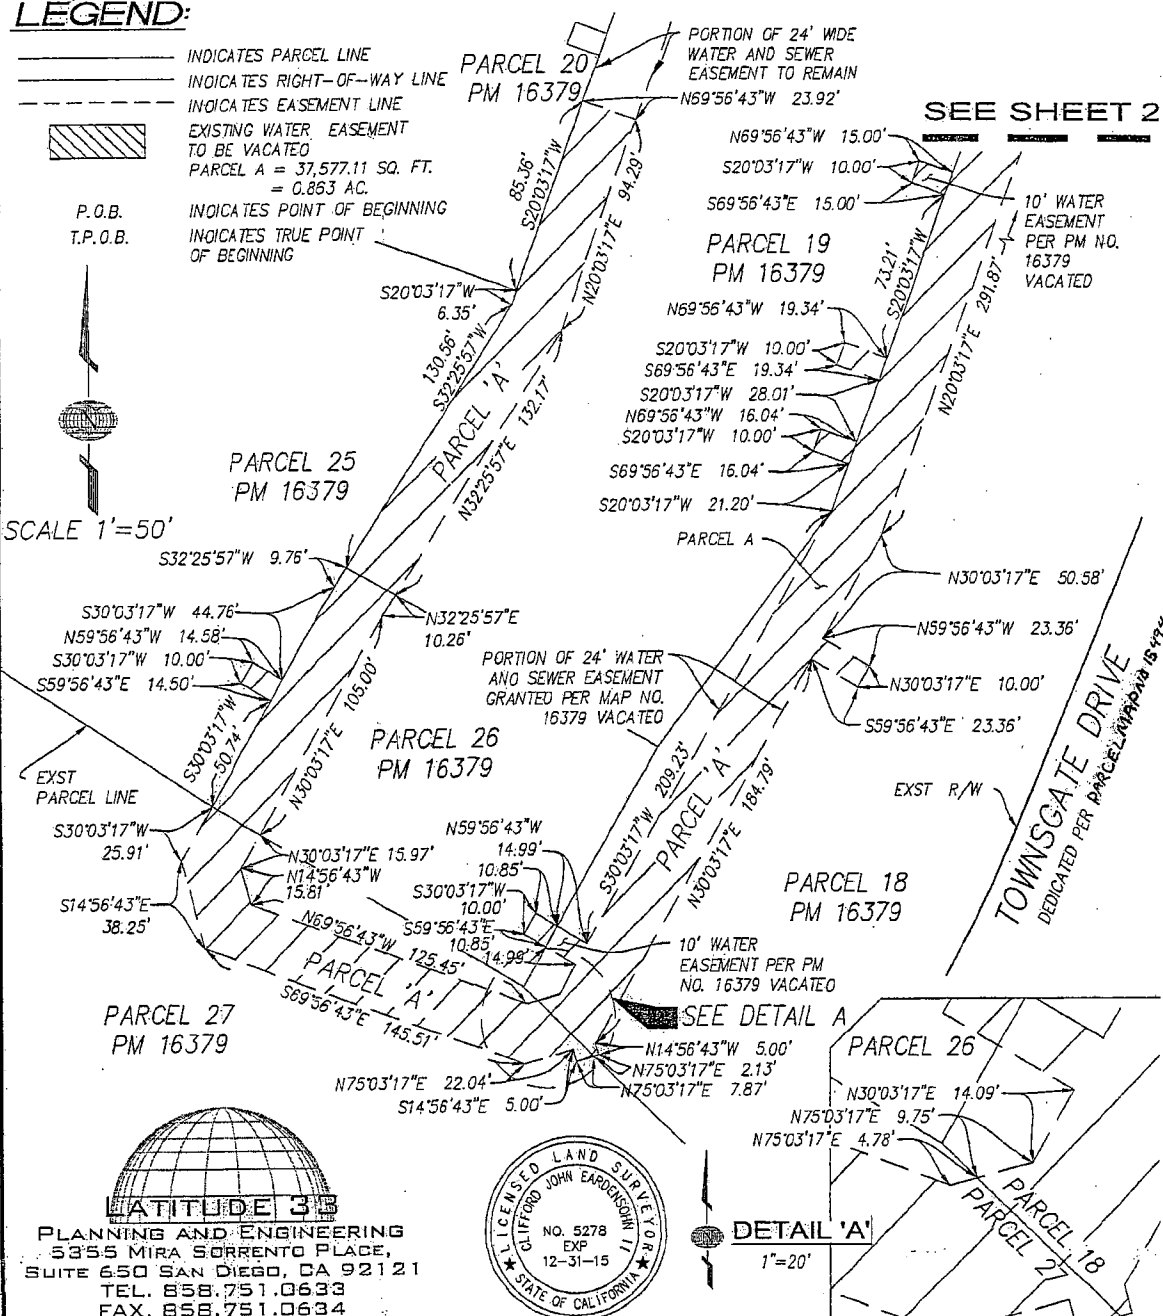 LEGEND:
INDICATES PARCEL LINE
INDICATES RIGHT-OF-WAY LINE
INDICATES EASEMENT LINE
EXISTING WATER EASEMENT
TO BE VACATED
PARCEL A = 37,577.11 SQ. FT.
= 0.863 AC.
P.O.B.
INDICATES POINT OF BEGINNING
T.P.O.B.
INDICATES TRUE POINT
OF BEGINNING
PARCEL 20
PM 16379
PORTION OF 24' WIDE
WATER AND SEWER
EASEMENT TO REMAIN
N69°56'43"W 23.92'
SEE SHEET 2
85.36'
S20°03'17"W
N20°03'17"E 94.29'
N69°56'43"W 15.00'
S20°03'17"W 10.00'
S69°56'43"E 15.00'
10' WATER
EASEMENT
PER PM NO.
16379
VACATED
PARCEL 19
PM 16379
73.21'
S20°03'17"W
N20°03'17"E 291.87'
S20°03'17"W
6.35'
130.56'
S32°25'57"W
PARCEL 'A'
N32°25'57"E 132.17'
N69°56'43"W 19.34'
S20°03'17"W 10.00'
S69°56'43"E 19.34'
S20°03'17"W 28.01'
N69°56'43"W 16.04'
S20°03'17"W 10.00'
S69°56'43"E 16.04'
S20°03'17"W 21.20'
PARCEL A
N
SCALE 1'=50'
PARCEL 25
PM 16379
S32°25'57"W 9.76'
S30°03'17"W 44.76'
N59°56'43"W 14.58'
S30°03'17"W 10.00'
S59°56'43"E 14.50'
N32°25'57"E
10.26'
N30°03'17"E 50.58'
N59°56'43"W 23.36'
N30°03'17"E 10.00'
S59°56'43"E 23.36'
PORTION OF 24' WATER
AND SEWER EASEMENT
GRANTED PER MAP NO.
16379 VACATED
S30°03'17"W
50.74'
N30°03'17"E 105.00'
PARCEL 26
PM 16379
EXST
PARCEL LINE
S30°03'17"W
25.91'
S14°56'43"E
38.25'
N30°03'17"E 15.97'
N14°56'43"W
15.81'
N69°56'43"W 125.45'
PARCEL 'A'
S69°56'43"E 145.51'
N59°56'43"W
14.99'
10.85'
S30°03'17"W
10.00'
S59°56'43"E
10.85'
14.99'
S30°03'17"W 209.23'
PARCEL 'A'
N30°03'17"E 184.79'
EXST R/W
TOWNSGATE DRIVE
PARCEL 18
PM 16379
10' WATER
EASEMENT PER PM
NO. 16379 VACATED
SEE DETAIL A
PARCEL 27
PM 16379
N14°56'43"W 5.00'
N75°03'17"E 2.13'
N75°03'17"E 7.87'
N75°03'17"E 22.04'
S14°56'43"E 5.00'
PARCEL 26
N30°03'17"E 14.09'
N75°03'17"E 9.75'
N75°03'17"E 4.78'
PARCEL 18
PARCEL 27
DETAIL 'A'
1"=20'
LATITUDE 33
PLANNING AND ENGINEERING
5355 MIRA SORRENTO PLACE,
SUITE 650 SAN DIEGO, CA 92121
TEL. 858.751.0633
FAX. 858.751.0634
LICENSED LAND SURVEYOR
CLIFFORD JOHN EARDENSOHN II
NO. 5278
EXP
12-31-15
STATE OF CALIFORNIA